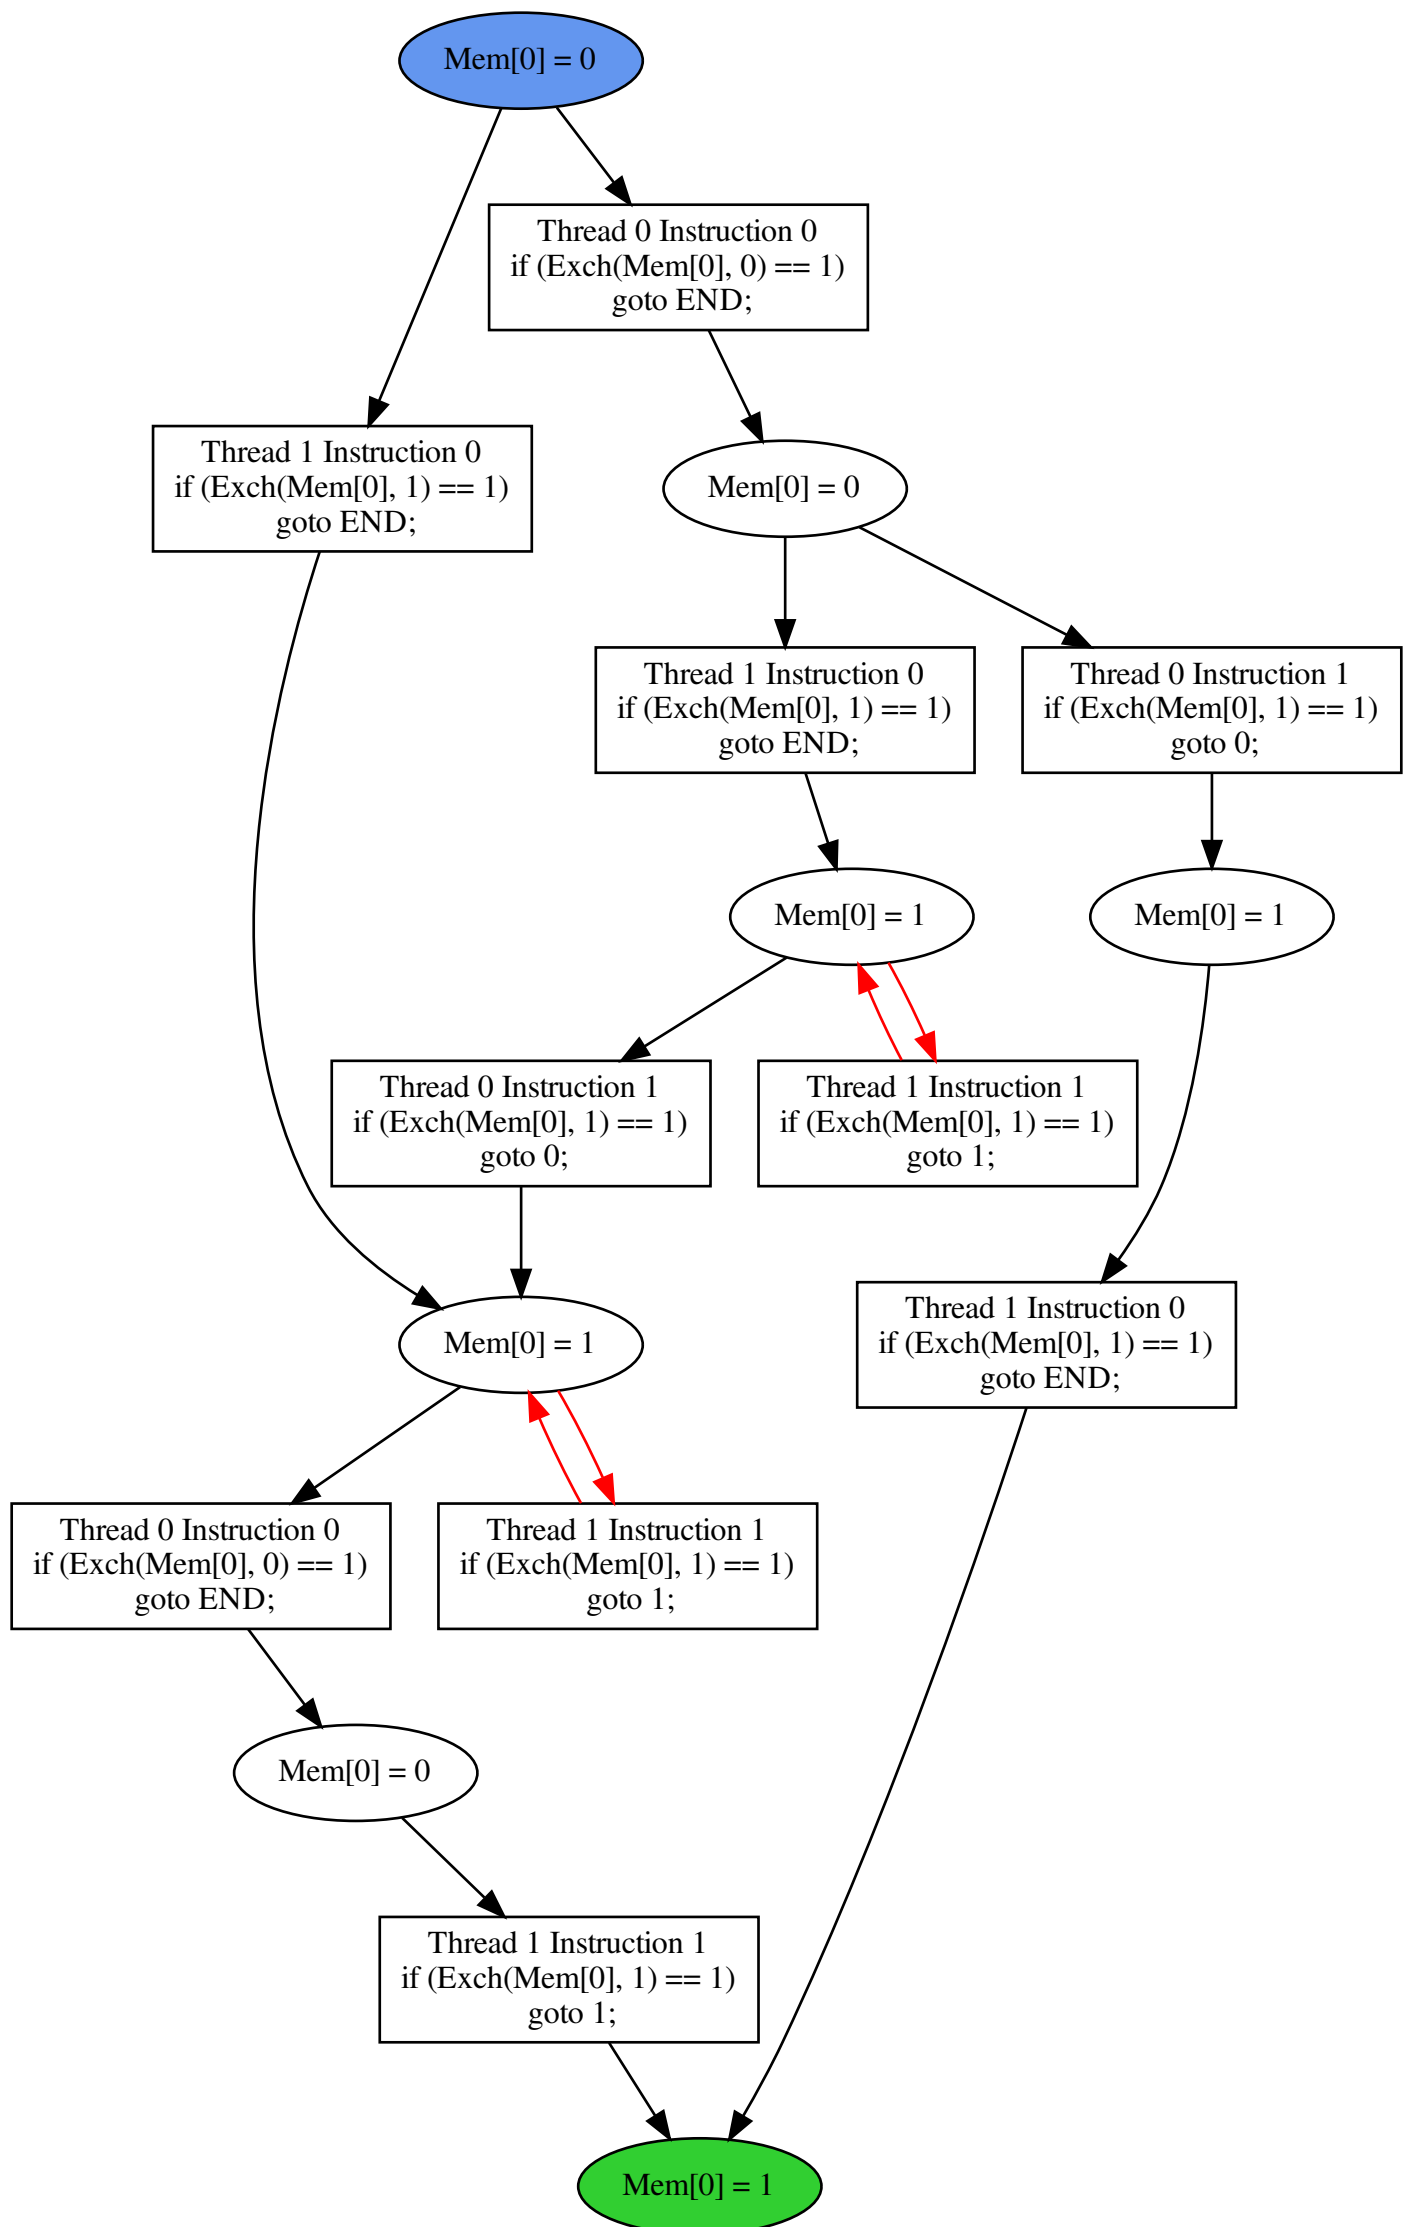 Mem[0] = 0
Thread 0 Instruction 0
if (Exch(Mem[0], 0) == 1)
goto END;
Thread 1 Instruction 0
if (Exch(Mem[0], 1) == 1)
goto END;
Mem[0] = 0
Thread 1 Instruction 0
if (Exch(Mem[0], 1) == 1)
goto END;
Thread 0 Instruction 1
if (Exch(Mem[0], 1) == 1)
goto 0;
Mem[0] = 1
Mem[0] = 1
Thread 0 Instruction 1
if (Exch(Mem[0], 1) == 1)
goto 0;
Thread 1 Instruction 1
if (Exch(Mem[0], 1) == 1)
goto 1;
Mem[0] = 1
Thread 1 Instruction 0
if (Exch(Mem[0], 1) == 1)
goto END;
Thread 0 Instruction 0
if (Exch(Mem[0], 0) == 1)
goto END;
Thread 1 Instruction 1
if (Exch(Mem[0], 1) == 1)
goto 1;
Mem[0] = 0
Thread 1 Instruction 1
if (Exch(Mem[0], 1) == 1)
goto 1;
Mem[0] = 1